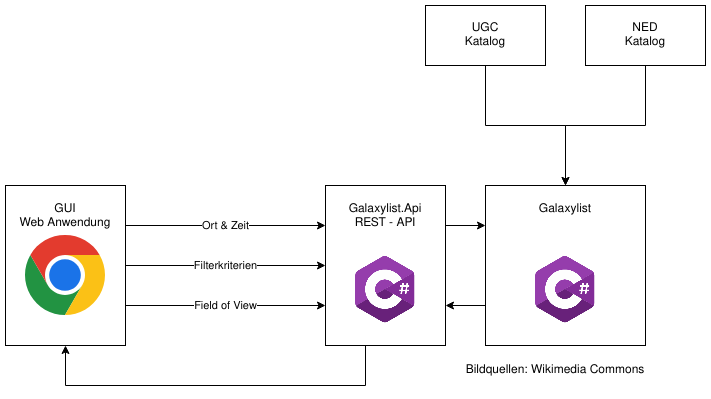 UGC
Katalog
NED
Katalog
GUI
Web Anwendung
Ort & Zeit
Filterkriterien
Field of View
Galaxylist.Api
REST - API
C#
Galaxylist
C#
Bildquellen: Wikimedia Commons